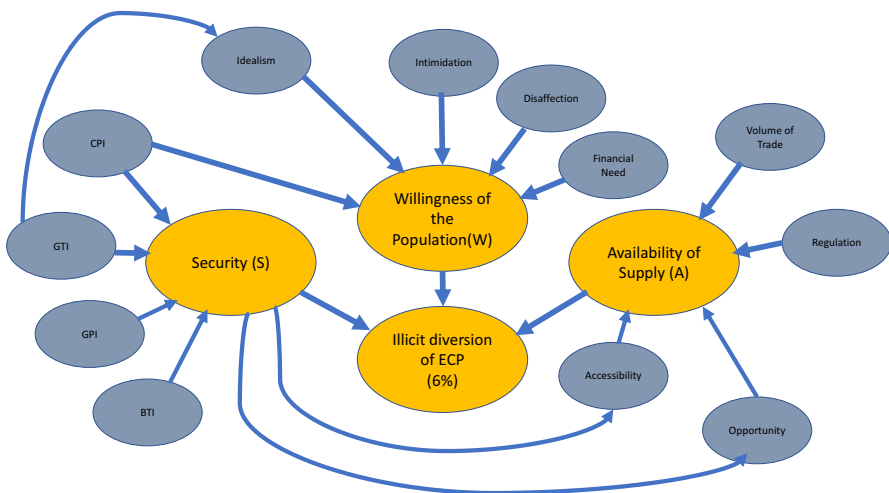 Idealism
Intimidation
Disaffection
CPI
Volume of
Trade
Financial
Need
Willingness of
the
Population(W)
GTI
Security (S)
Availability of
Supply (A)
Regulation
GPI
Illicit diversion
of ECP
(6%)
Accessibility
BTI
Opportunity